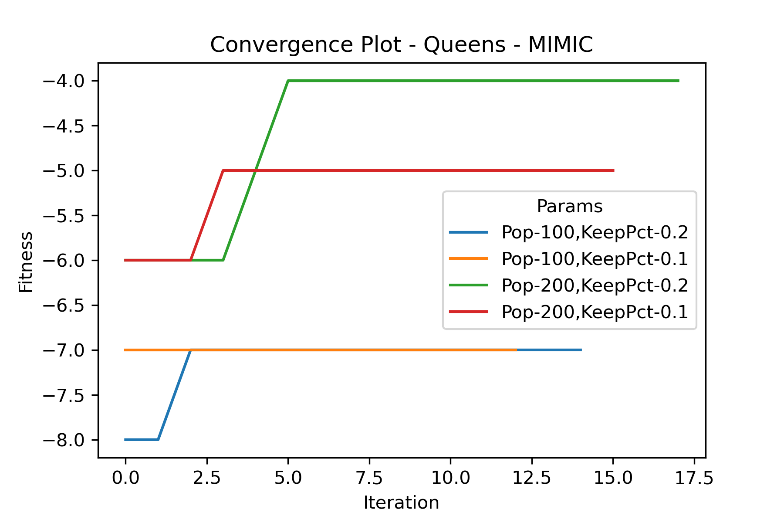 Convergence Plot - Queens - MIMIC
Fitness
−4.0
−4.5
−5.0
−5.5
−6.0
−6.5
−7.0
−7.5
−8.0
Params
Pop-100,KeepPct-0.2
Pop-100,KeepPct-0.1
Pop-200,KeepPct-0.2
Pop-200,KeepPct-0.1
0.0 2.5 5.0 7.5 10.0 12.5 15.0 17.5
Iteration